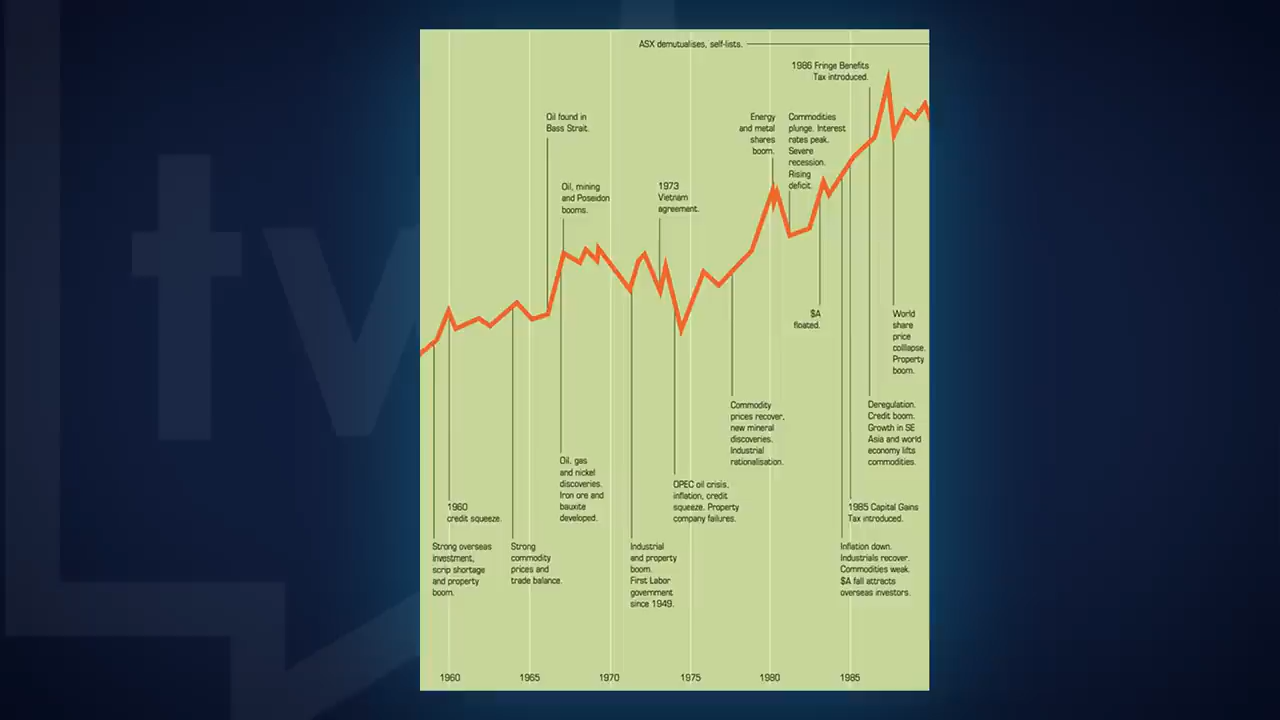 ASX demutualises, self-lists.
1986 Fringe Benefits
Tax introduced.
Oil found in
Bass Strait.
Energy
and metal
shares
boom.
Commodities
plunge. Interest
rates peak.
Severe
recession.
Rising
deficit.
Oil, mining
and Poseidon
booms.
1973
Vietnam
agreement.
$A
floated.
World
share
price
colllapse.
Property
boom.
Commodity
prices recover,
new mineral
discoveries.
Industrial
rationalisation.
Deregulation.
Credit boom.
Growth in SE
Asia and world
economy lifts
commodities.
Oil, gas
and nickel
discoveries.
Iron ore and
bauxite
developed.
OPEC oil crisis,
inflation, credit
squeeze. Property
company failures.
1960
credit squeeze.
1985 Capital Gains
Tax introduced.
Strong overseas
investment,
scrip shortage
and property
boom.
Strong
commodity
prices and
trade balance.
Industrial
and property
boom.
First Labor
government
since 1949.
Inflation down.
Industrials recover.
Commodities weak.
$A fall attracts
overseas investors.
1960 1965 1970 1975 1980 1985
tv